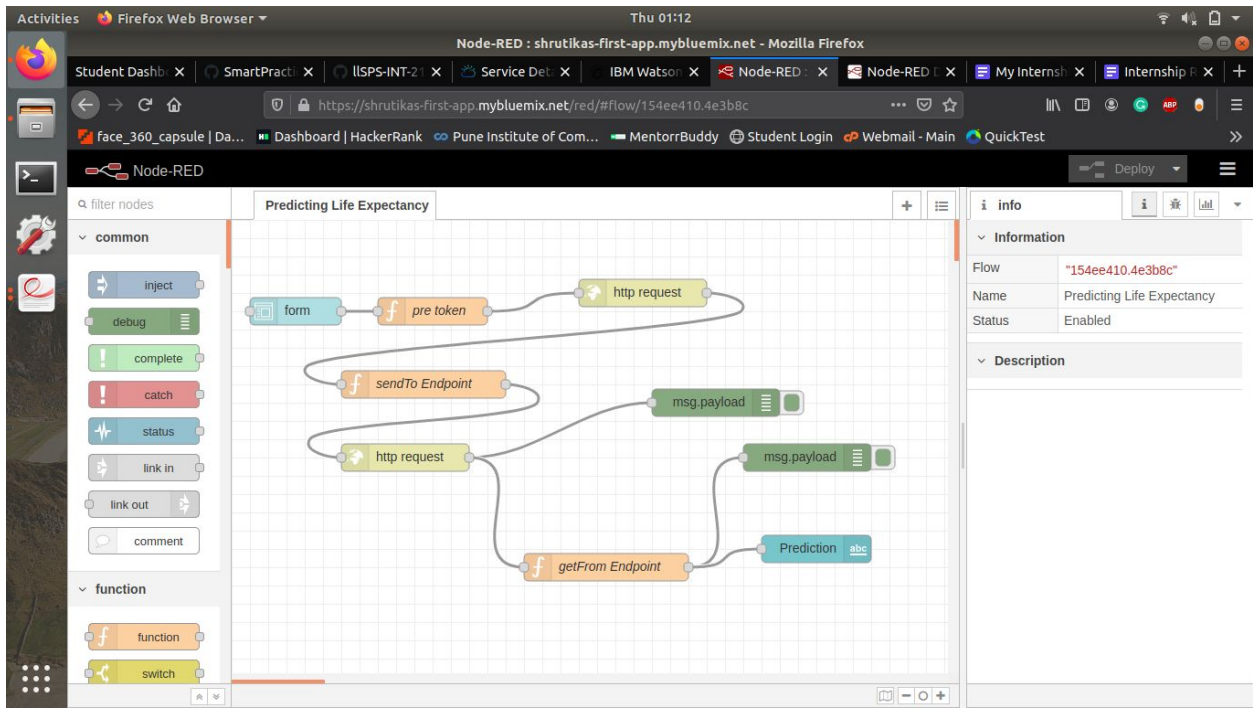 Activities Firefox Web Browser Thu 01:12
Node-RED : shrutikas-first-app.mybluemix.net - Mozilla Firefox
Student Dashb SmartPracti llSPS-INT-21 Service Det IBM Watson Node-RED : Node-RED D My Internsh Internship R
https://shrutikas-first-app.mybluemix.net/red/#flow/154ee410.4e3b8c
face_360_capsule | Da... Dashboard | HackerRank Pune Institute of Com... MentorrBuddy Student Login Webmail - Main QuickTest
Node-RED Deploy
filter nodes Predicting Life Expectancy i info
common
Information
Flow "154ee410.4e3b8c"
Name Predicting Life Expectancy
Status Enabled
Description
inject
debug
complete
catch
status
link in
link out
comment
function
function
switch
form pre token http request
sendTo Endpoint
msg.payload
http request msg.payload
Prediction abc
getFrom Endpoint